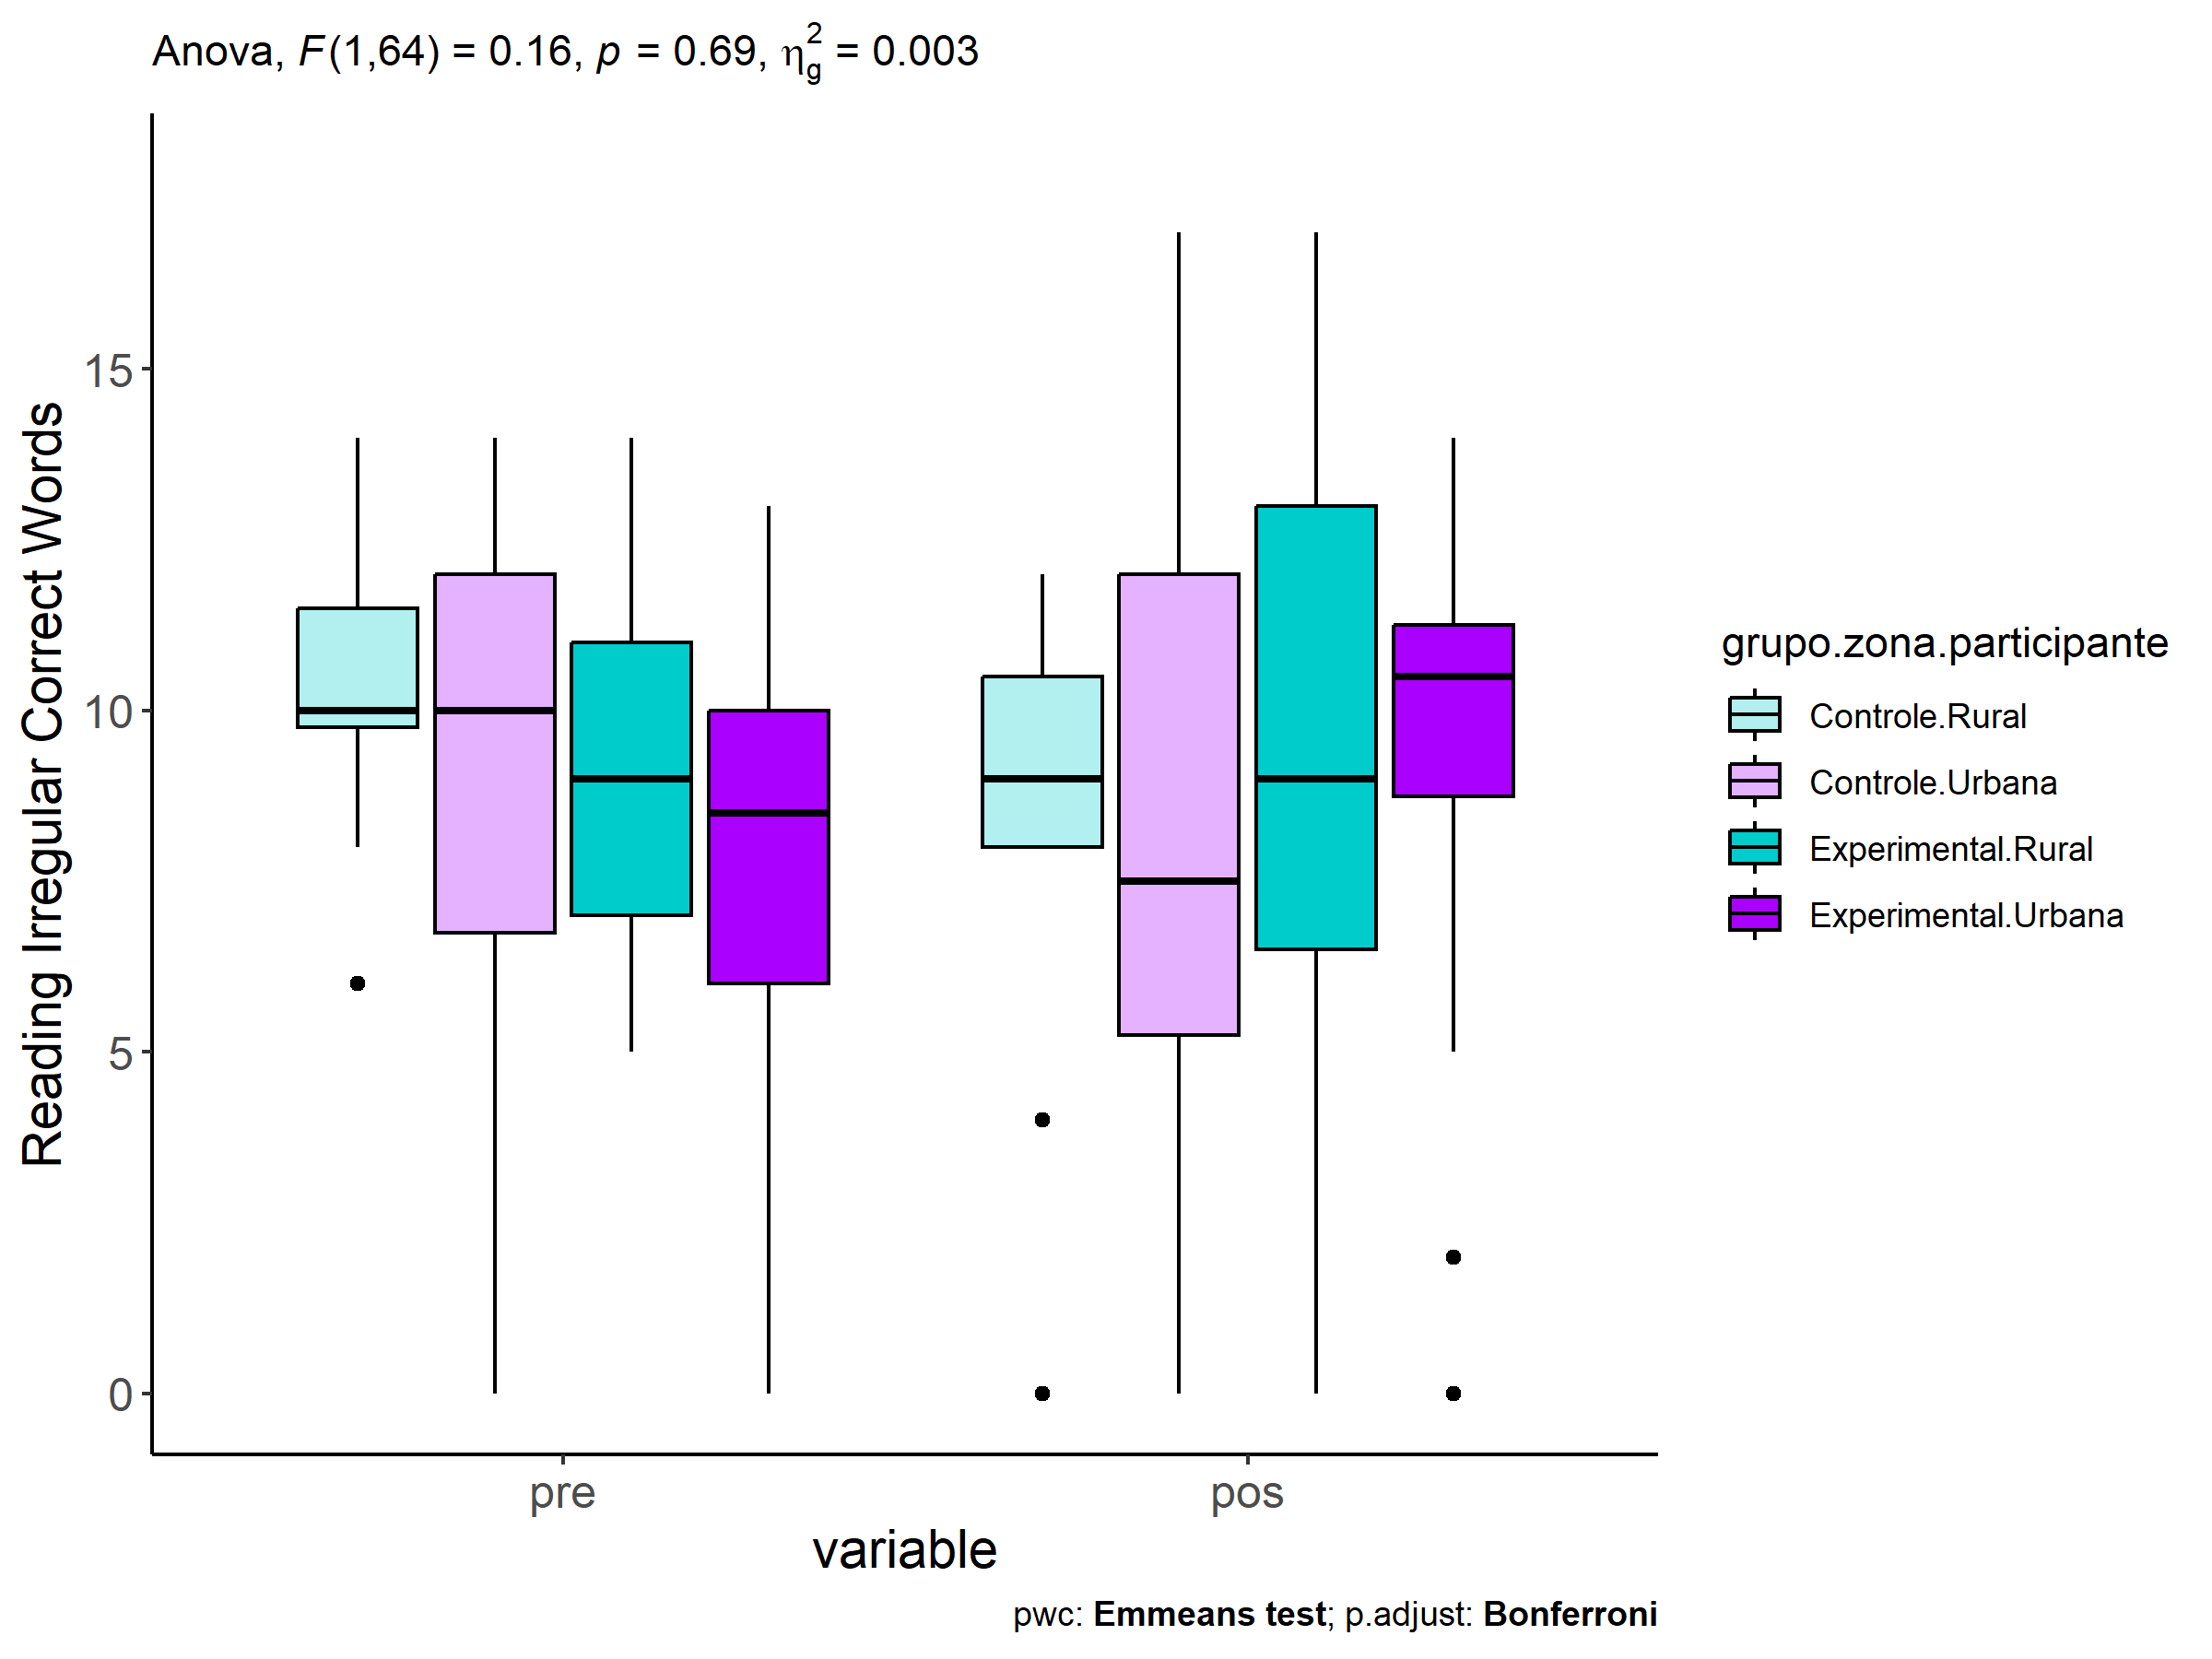 Anova, F(1,64) = 0.16, p = 0.69, η²g = 0.003
Reading Irregular Correct Words
15
10
5
0
pre
pos
variable
grupo.zona.participante
Controle.Rural
Controle.Urbana
Experimental.Rural
Experimental.Urbana
pwc: Emmeans test; p.adjust: Bonferroni